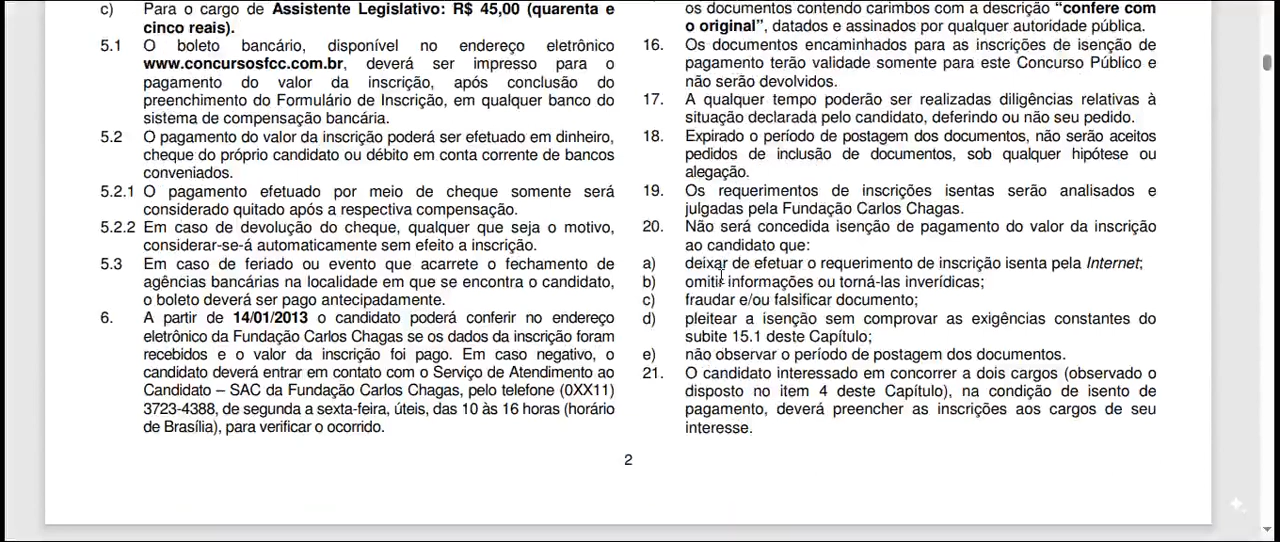 c) Para o cargo de Assistente Legislativo: R$ 45,00 (quarenta e
cinco reais).
5.1 O boleto bancário, disponível no endereço eletrônico
www.concursosfcc.com.br, deverá ser impresso para o
pagamento do valor da inscrição, após conclusão do
preenchimento do Formulário de Inscrição, em qualquer banco do
sistema de compensação bancária.
5.2 O pagamento do valor da inscrição poderá ser efetuado em dinheiro,
cheque do próprio candidato ou débito em conta corrente de bancos
conveniados.
5.2.1 O pagamento efetuado por meio de cheque somente será
considerado quitado após a respectiva compensação.
5.2.2 Em caso de devolução do cheque, qualquer que seja o motivo,
considerar-se-á automaticamente sem efeito a inscrição.
5.3 Em caso de feriado ou evento que acarrete o fechamento de
agências bancárias na localidade em que se encontra o candidato,
o boleto deverá ser pago antecipadamente.
6. A partir de 14/01/2013 o candidato poderá conferir no endereço
eletrônico da Fundação Carlos Chagas se os dados da inscrição foram
recebidos e o valor da inscrição foi pago. Em caso negativo, o
candidato deverá entrar em contato com o Serviço de Atendimento ao
Candidato – SAC da Fundação Carlos Chagas, pelo telefone (0XX11)
3723-4388, de segunda a sexta-feira, úteis, das 10 às 16 horas (horário
de Brasília), para verificar o ocorrido.
os documentos contendo carimbos com a descrição “confere com
o original”, datados e assinados por qualquer autoridade pública.
16. Os documentos encaminhados para as inscrições de isenção de
pagamento terão validade somente para este Concurso Público e
não serão devolvidos.
17. A qualquer tempo poderão ser realizadas diligências relativas à
situação declarada pelo candidato, deferindo ou não seu pedido.
18. Expirado o período de postagem dos documentos, não serão aceitos
pedidos de inclusão de documentos, sob qualquer hipótese ou
alegação.
19. Os requerimentos de inscrições isentas serão analisados e
julgadas pela Fundação Carlos Chagas.
20. Não será concedida isenção de pagamento do valor da inscrição
ao candidato que:
a) deixar de efetuar o requerimento de inscrição isenta pela Internet;
b) omitir informações ou torná-las inverídicas;
c) fraudar e/ou falsificar documento;
d) pleitear a isenção sem comprovar as exigências constantes do
subite 15.1 deste Capítulo;
e) não observar o período de postagem dos documentos.
21. O candidato interessado em concorrer a dois cargos (observado o
disposto no item 4 deste Capítulo), na condição de isento de
pagamento, deverá preencher as inscrições aos cargos de seu
interesse.
2